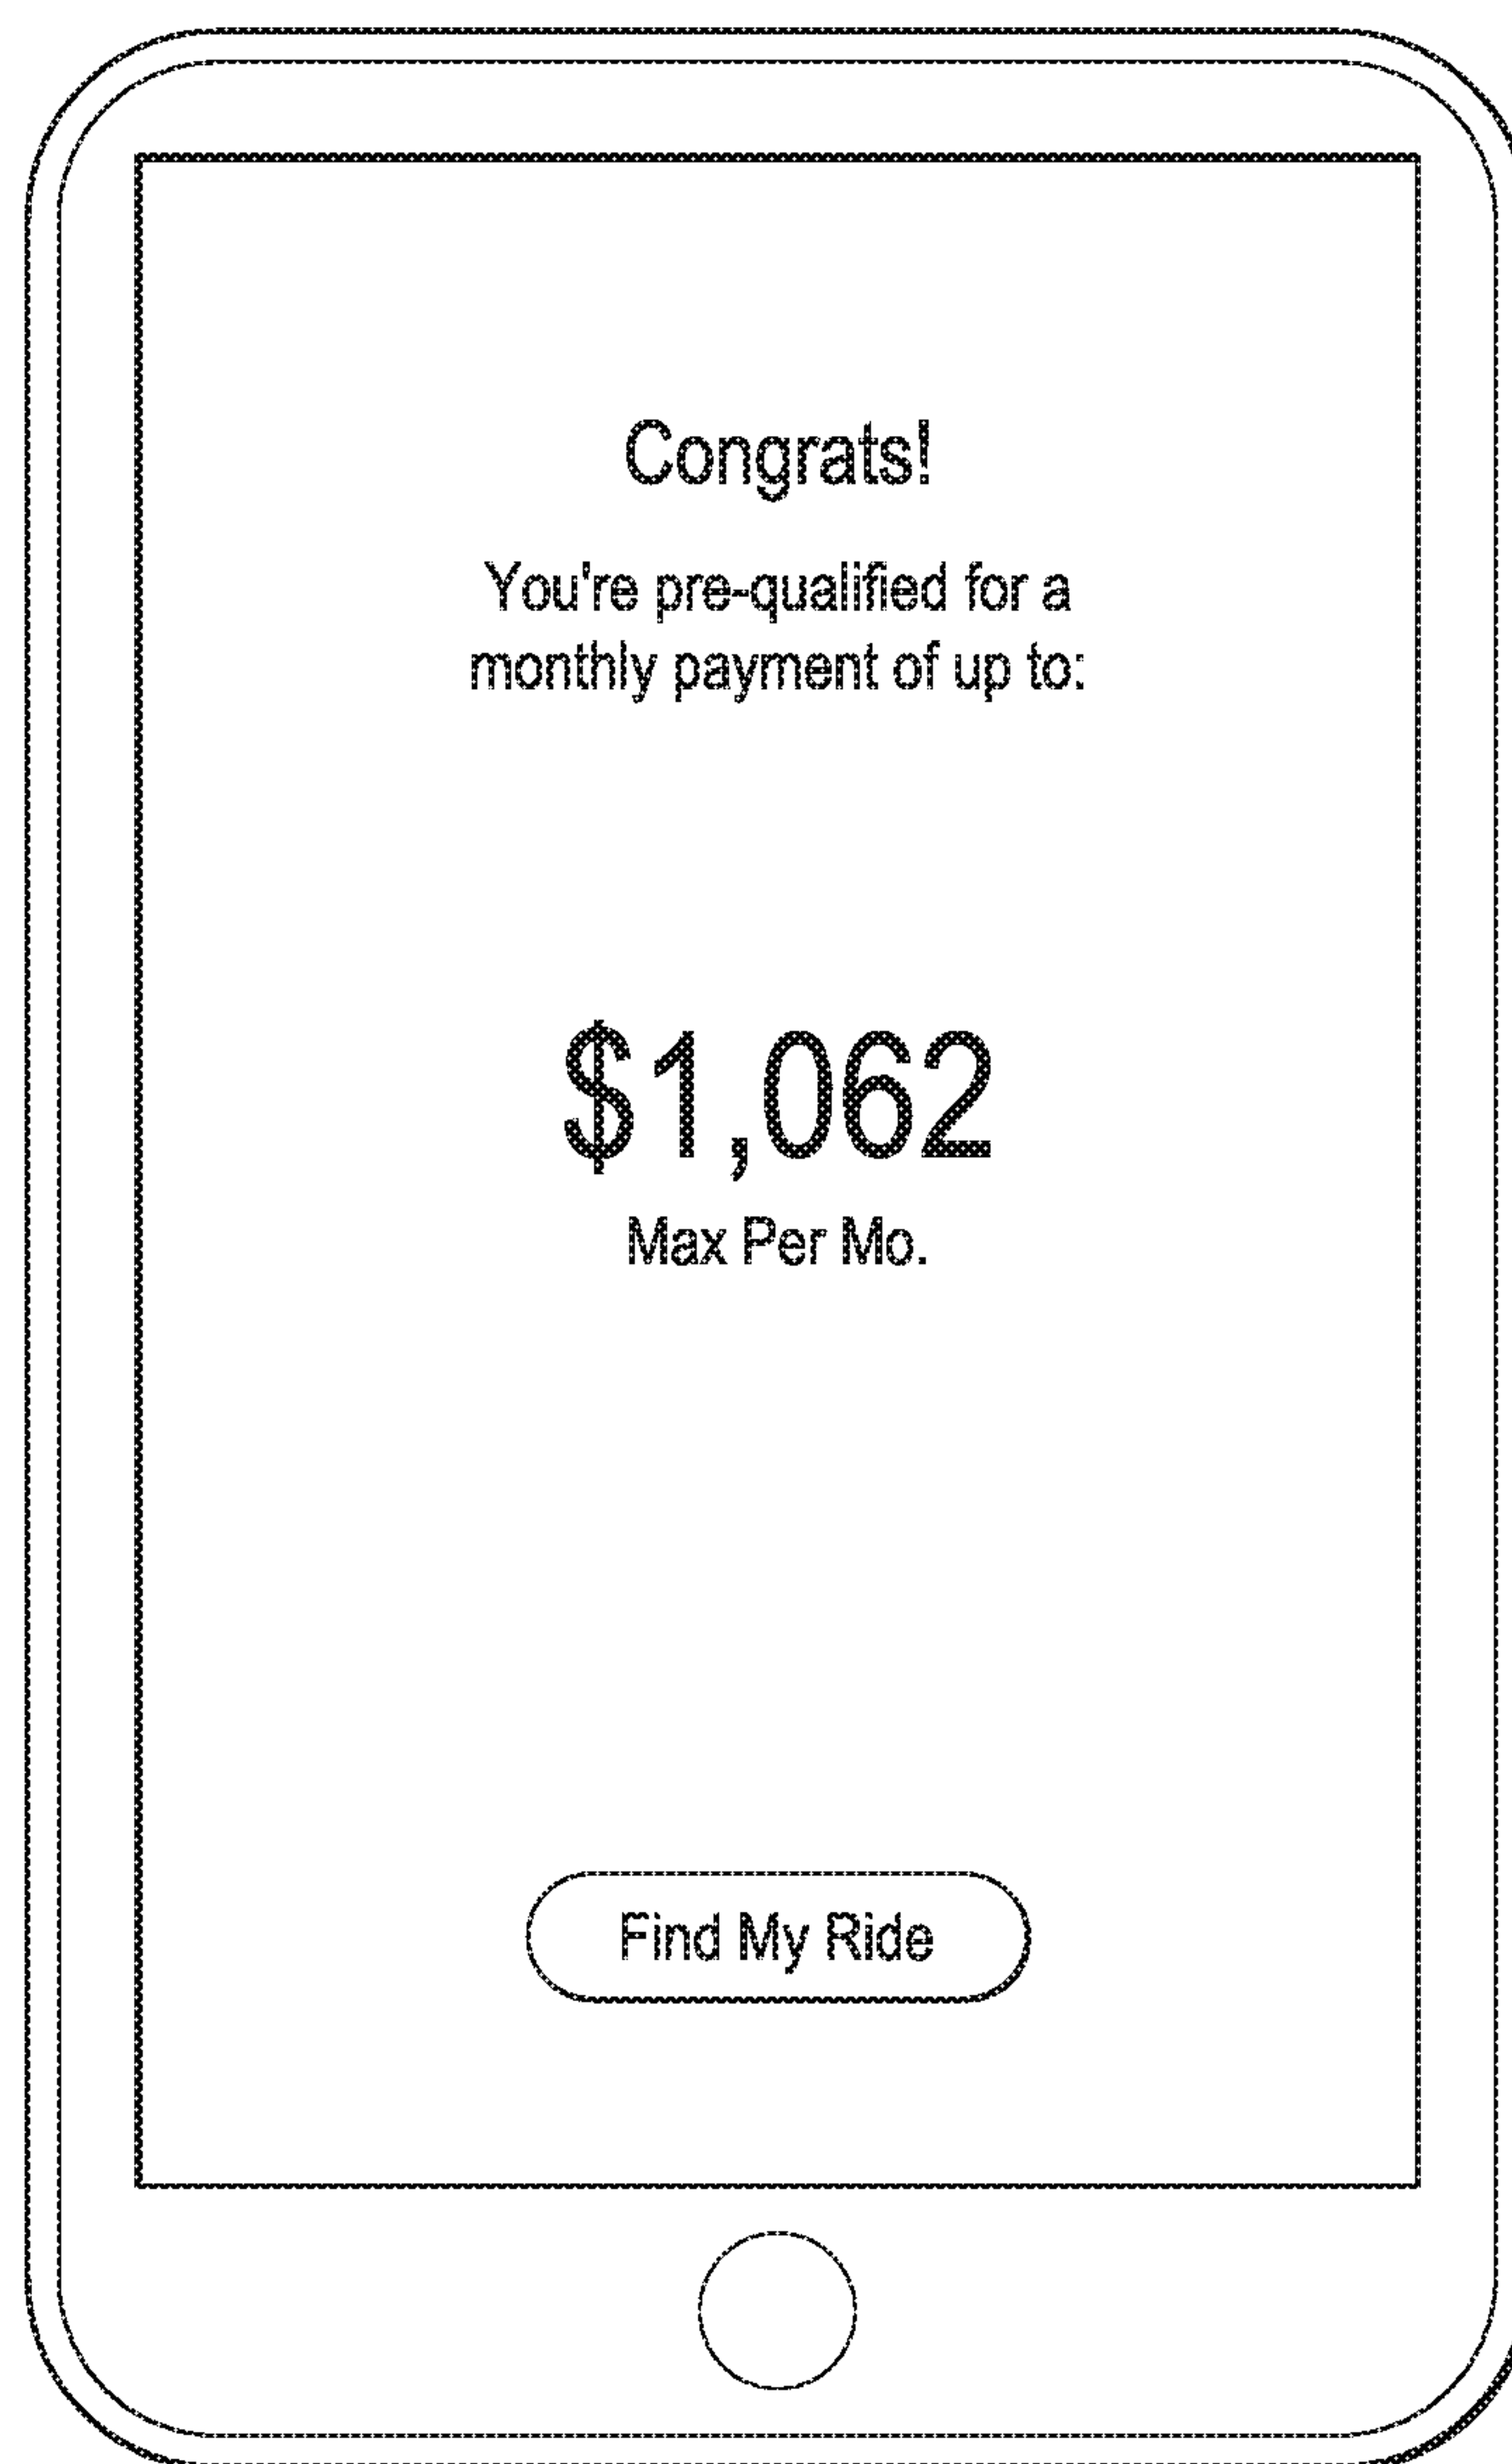 Congrats!
You're pre-qualified for a
monthly payment of up to:
$1,062
Max Per Mo.
Find My Ride